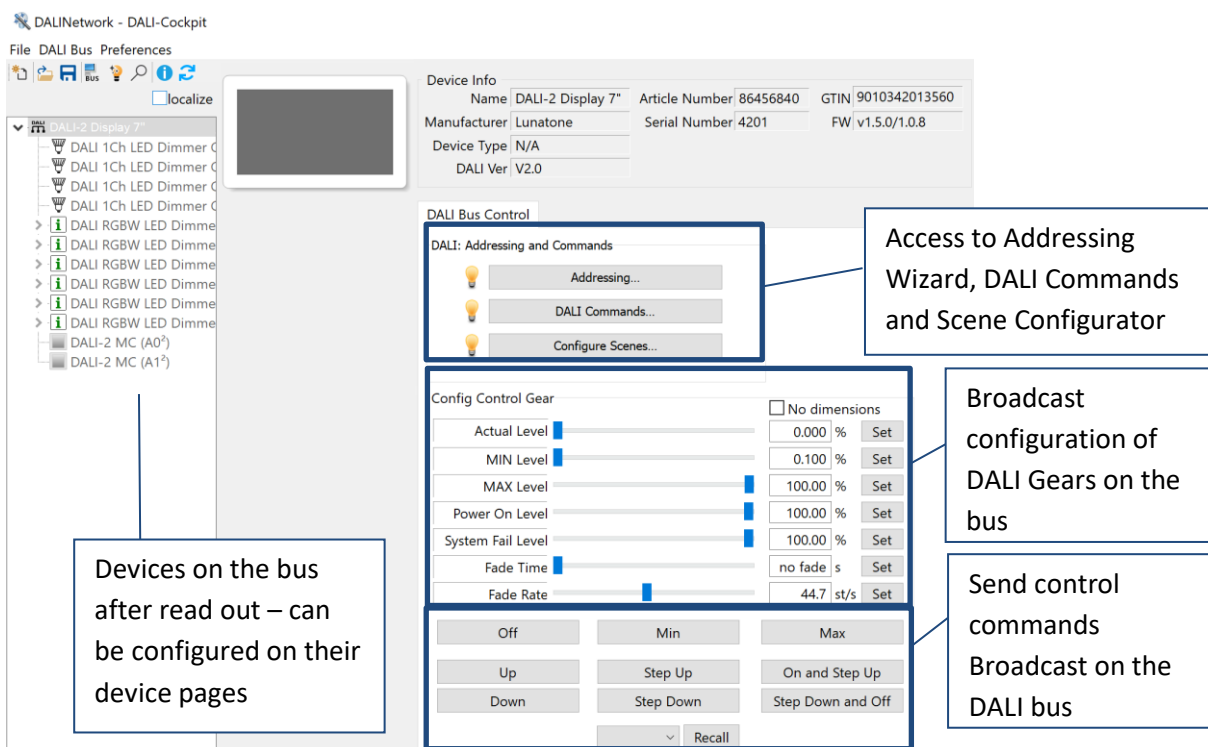 DALINetwork - DALI-Cockpit
File DALI Bus Preferences
BUS
localize
DALI
DALI-2 Display 7"
DALI 1Ch LED Dimmer C
DALI 1Ch LED Dimmer C
DALI 1Ch LED Dimmer C
DALI 1Ch LED Dimmer C
DALI RGBW LED Dimme
DALI RGBW LED Dimme
DALI RGBW LED Dimme
DALI RGBW LED Dimme
DALI RGBW LED Dimme
DALI RGBW LED Dimme
DALI-2 MC (A0²)
DALI-2 MC (A1²)
Device Info
Name DALI-2 Display 7" Article Number 86456840 GTIN 9010342013560
Manufacturer Lunatone Serial Number 4201 FW v1.5.0/1.0.8
Device Type N/A
DALI Ver V2.0
DALI Bus Control
DALI: Addressing and Commands
Addressing...
DALI Commands...
Configure Scenes...
Access to Addressing
Wizard, DALI Commands
and Scene Configurator
Config Control Gear
No dimensions
Actual Level 0.000 % Set
MIN Level 0.100 % Set
MAX Level 100.00 % Set
Power On Level 100.00 % Set
System Fail Level 100.00 % Set
Fade Time no fade s Set
Fade Rate 44.7 st/s Set
Broadcast
configuration of
DALI Gears on the
bus
Devices on the bus
after read out – can
be configured on their
device pages
Off Min Max
Up Step Up On and Step Up
Down Step Down Step Down and Off
Recall
Send control
commands
Broadcast on the
DALI bus